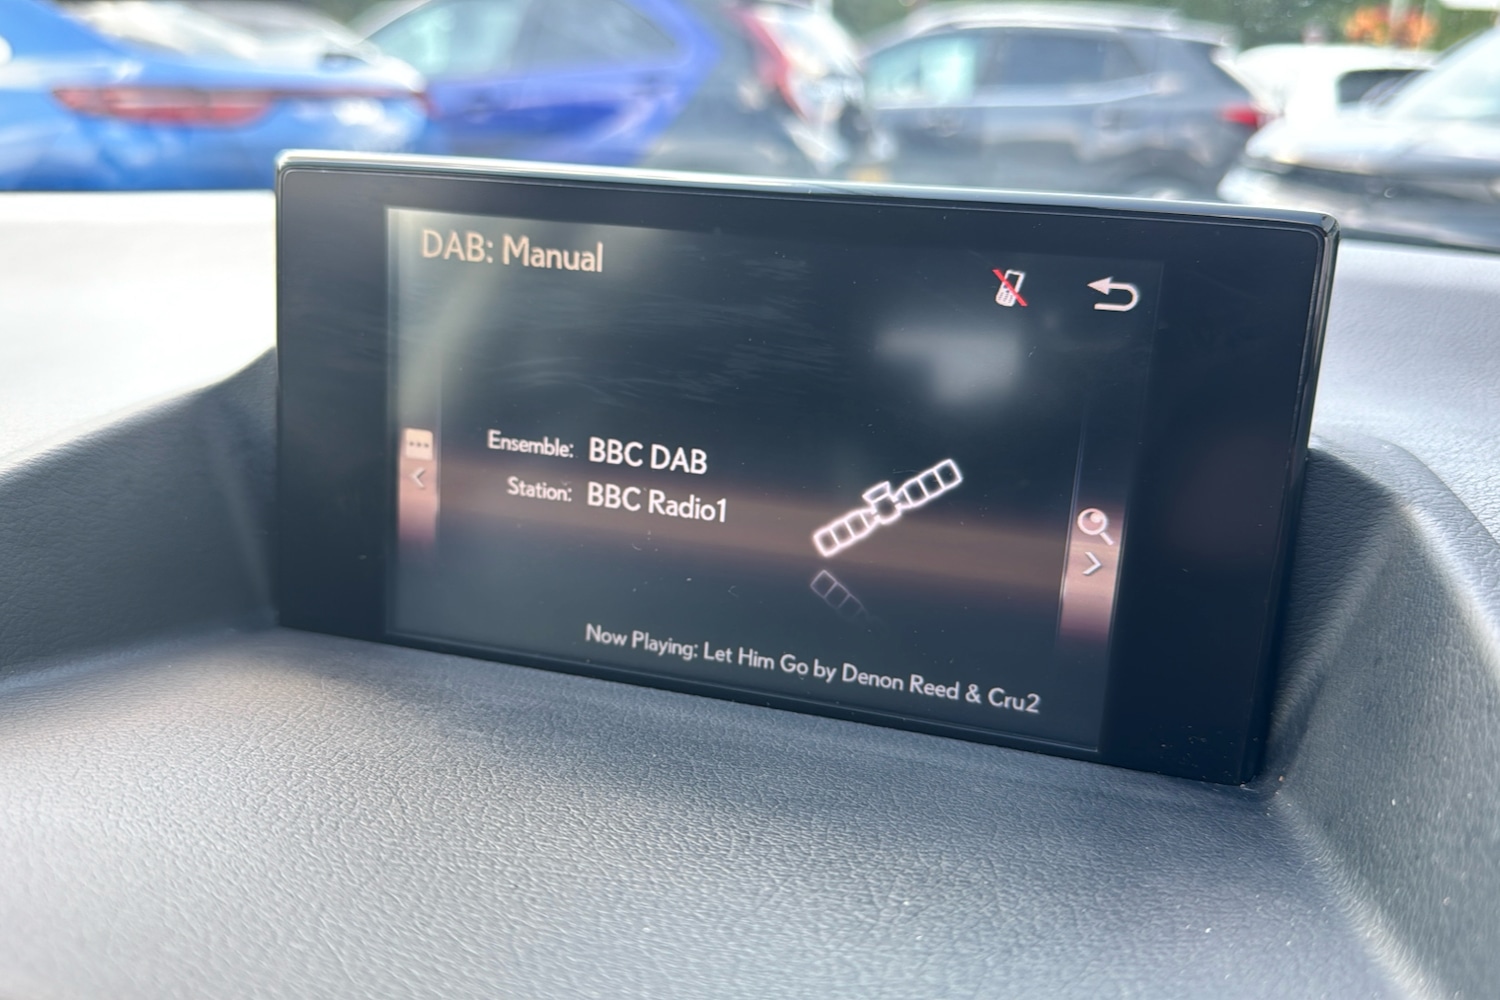 DAB: Manual
Ensemble: BBC DAB
Station: BBC Radio1
Now Playing: Let Him Go by Denon Reed & Cru2